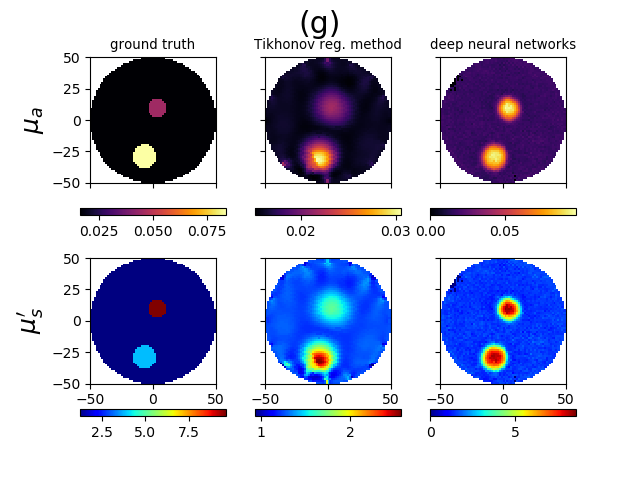 (g)
ground truth Tikhonov reg. method deep neural networks
μa
50
25
0
−25
−50
0.025 0.050 0.075 0.02 0.03 0.00 0.05
μ′s
50
25
0
−25
−50
−50 0 50 −50 0 50 −50 0 50
2.5 5.0 7.5 1 2 0 5